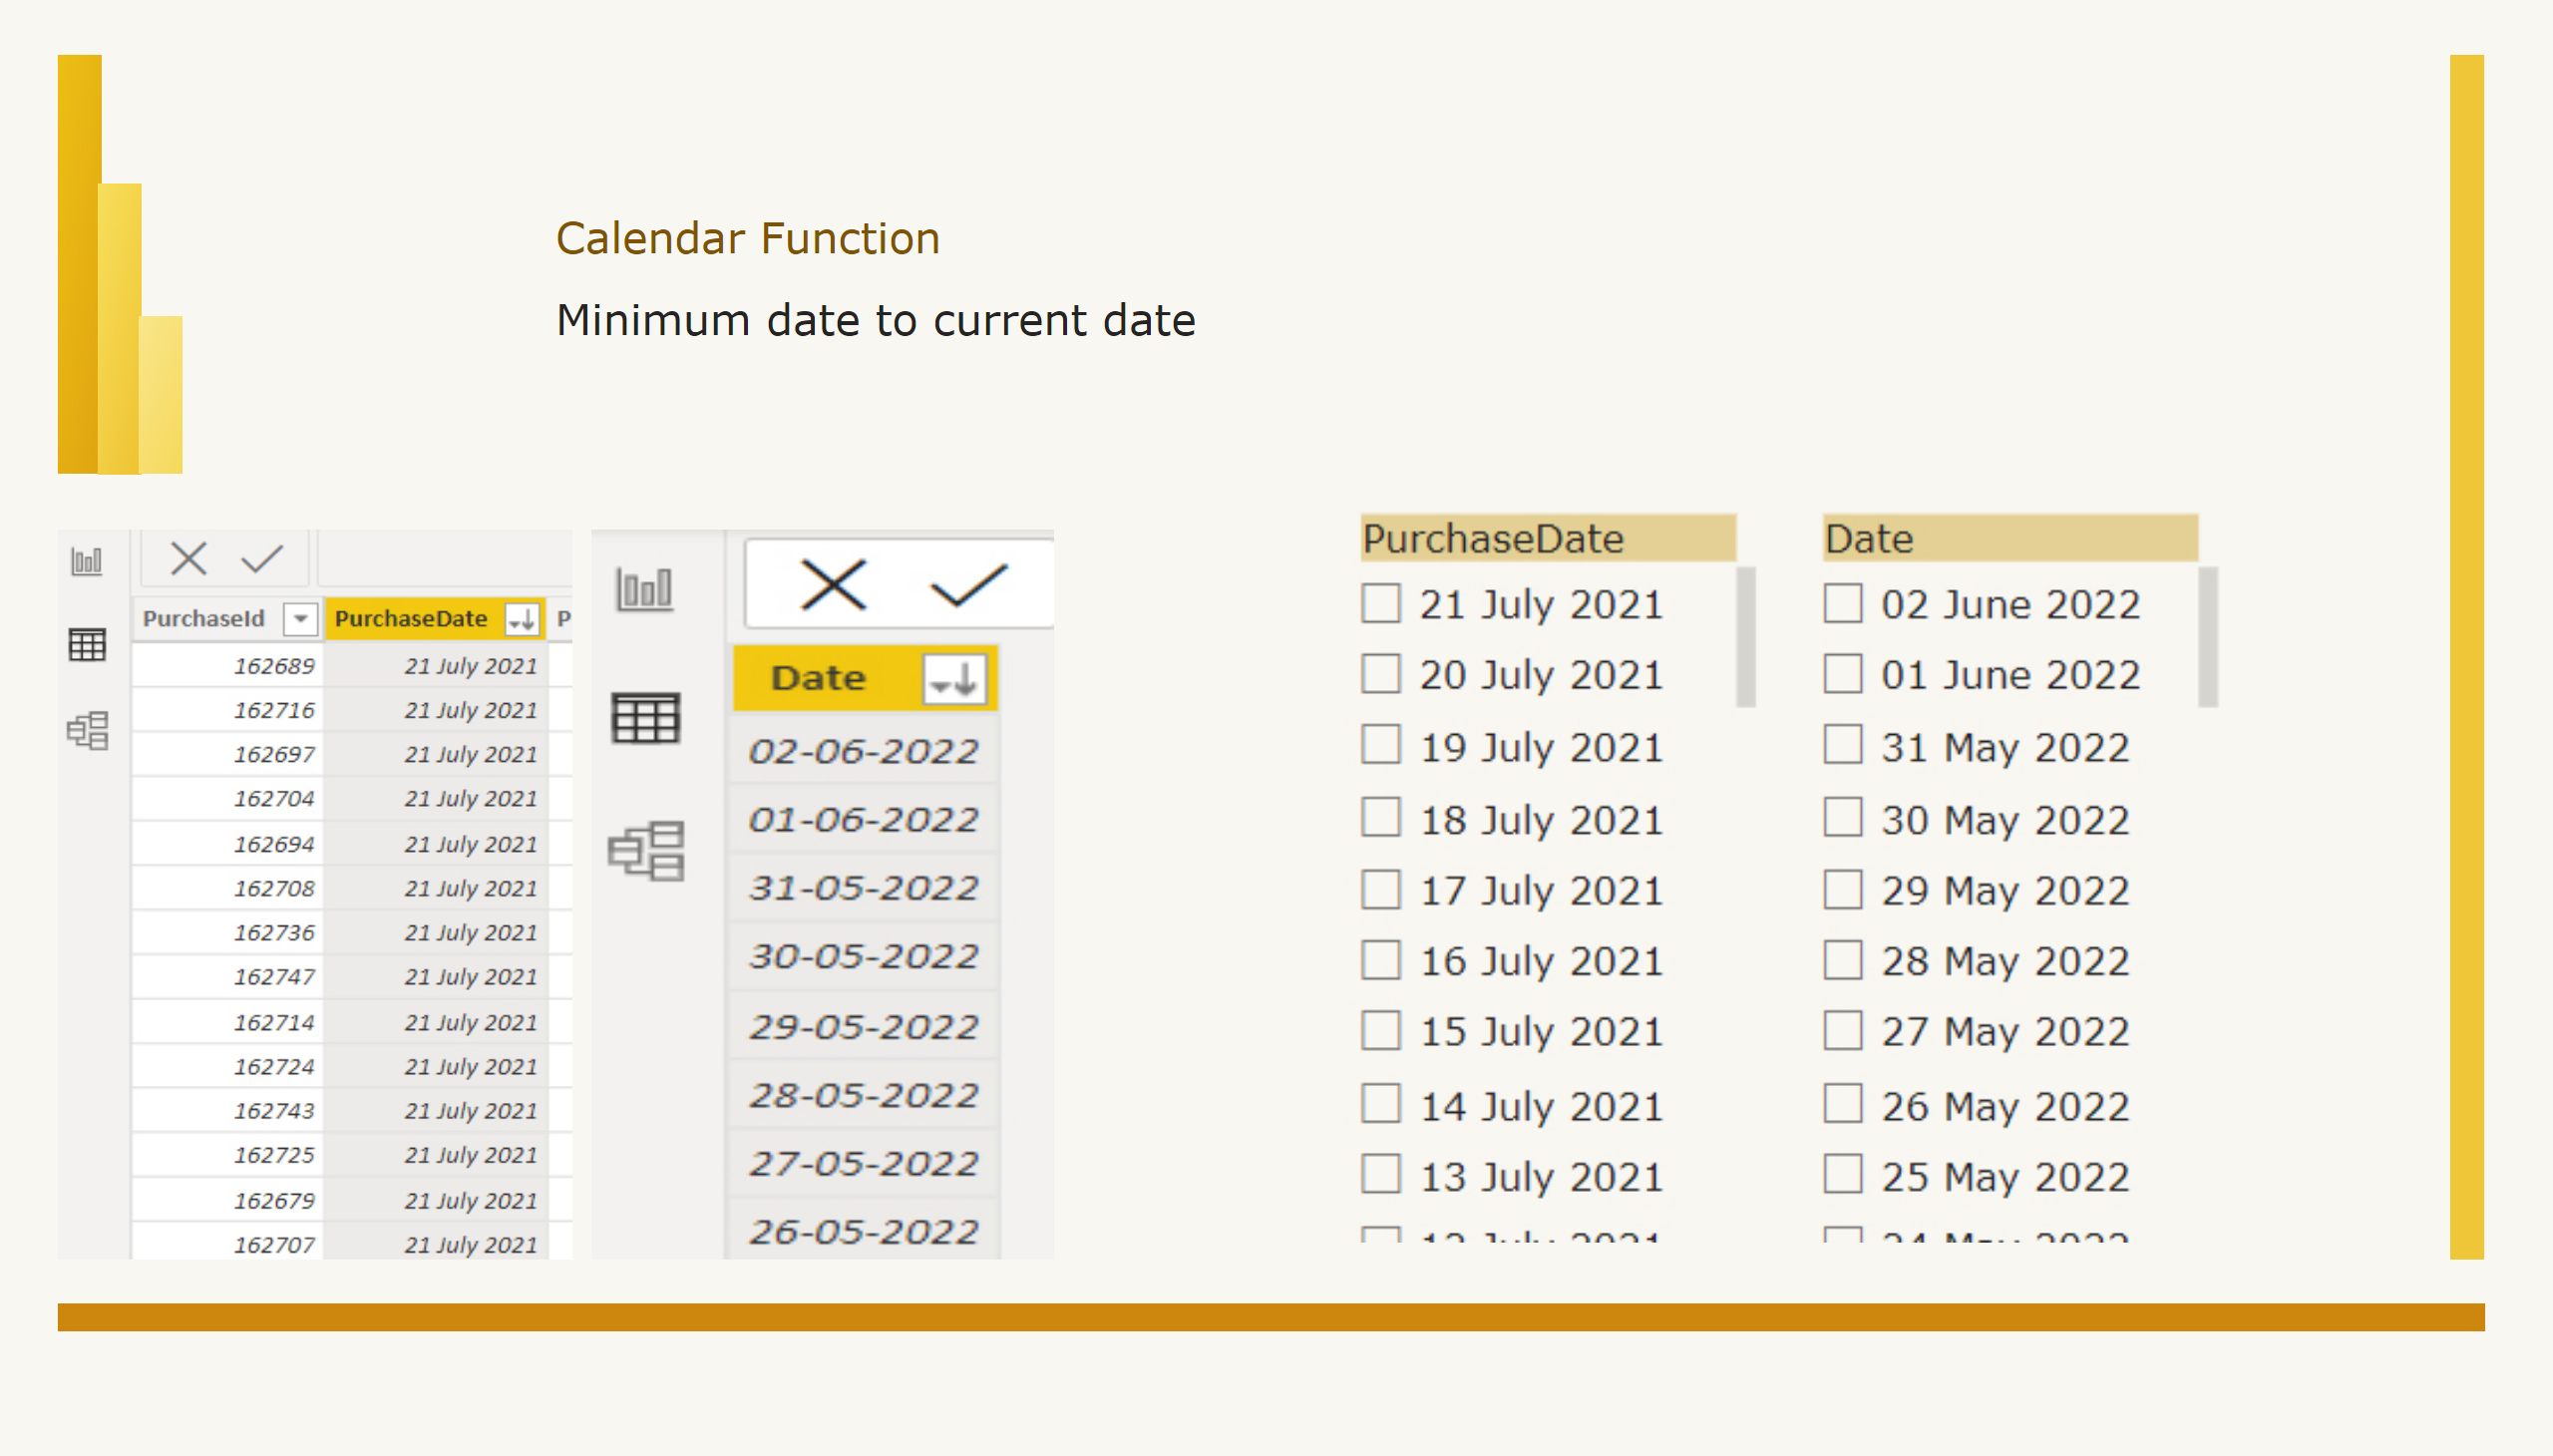 Calendar Function
Minimum date to current date
PurchaseId PurchaseDate P
162689 21 July 2021
162716 21 July 2021
162697 21 July 2021
162704 21 July 2021
162694 21 July 2021
162708 21 July 2021
162736 21 July 2021
162747 21 July 2021
162714 21 July 2021
162724 21 July 2021
162743 21 July 2021
162725 21 July 2021
162679 21 July 2021
162707 21 July 2021
Date
02-06-2022
01-06-2022
31-05-2022
30-05-2022
29-05-2022
28-05-2022
27-05-2022
26-05-2022
PurchaseDate
21 July 2021
20 July 2021
19 July 2021
18 July 2021
17 July 2021
16 July 2021
15 July 2021
14 July 2021
13 July 2021
12 July 2021
Date
02 June 2022
01 June 2022
31 May 2022
30 May 2022
29 May 2022
28 May 2022
27 May 2022
26 May 2022
25 May 2022
24 May 2022